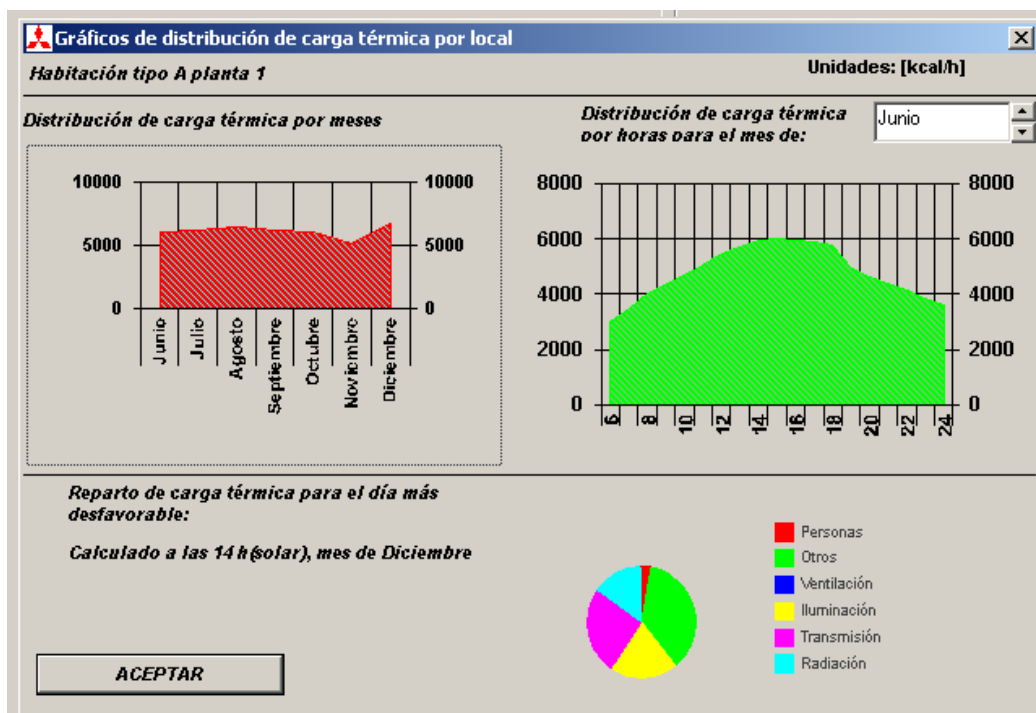 Gráficos de distribución de carga térmica por local
Habitación tipo A planta 1
Unidades: [kcal/h]
Distribución de carga térmica por meses
Distribución de carga térmica
por horas para el mes de:
Junio
10000
10000
5000
5000
0
0
Junio
Julio
Agosto
Septiembre
Octubre
Noviembre
Diciembre
8000
8000
6000
6000
4000
4000
2000
2000
0
0
6
8
10
12
14
16
18
20
22
24
Reparto de carga térmica para el día más
desfavorable:
Calculado a las 14 h(solar), mes de Diciembre
Personas
Otros
Ventilación
Iluminación
Transmisión
Radiación
ACEPTAR